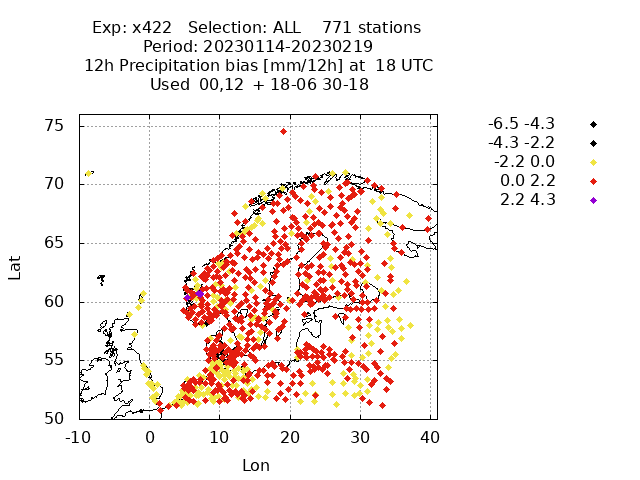 Exp: x422 Selection: ALL 771 stations
Period: 20230114-20230219
12h Precipitation bias [mm/12h] at 18 UTC
Used 00,12 + 18-06 30-18
-6.5 -4.3
-4.3 -2.2
-2.2 0.0
0.0 2.2
2.2 4.3
75
70
65
60
55
50
Lat
-10 0 10 20 30 40
Lon